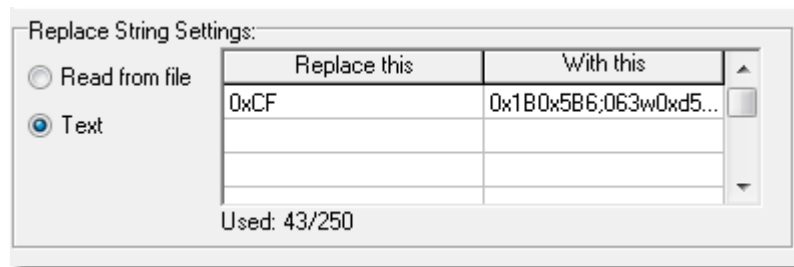 Replace String Settings:
Read from file
Text
Replace this With this
0xCF 0x1B0x5B6;063w0xd5...
Used: 43/250